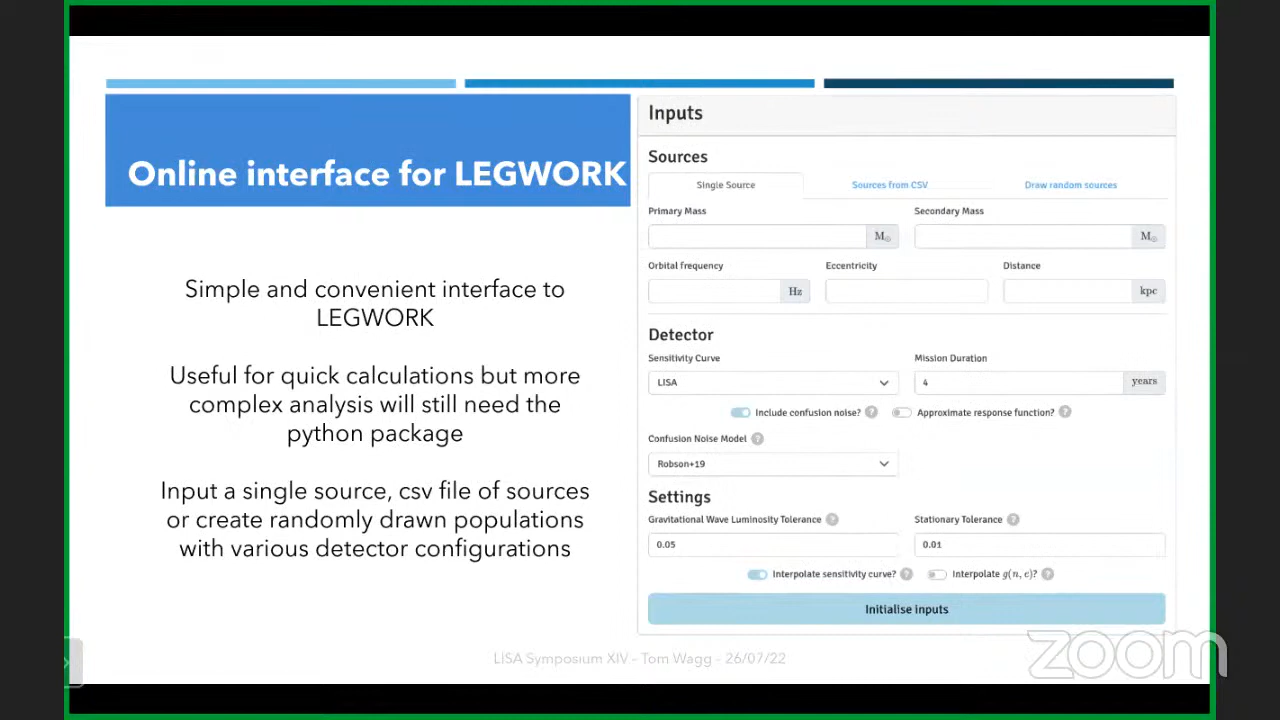 Online interface for LEGWORK
Simple and convenient interface to
LEGWORK
Useful for quick calculations but more
complex analysis will still need the
python package
Input a single source, csv file of sources
or create randomly drawn populations
with various detector configurations
Inputs
Sources
Single Source Sources from CSV Draw random sources
Primary Mass Secondary Mass
M☉ M☉
Orbital frequency Eccentricity Distance
Hz kpc
Detector
Sensitivity Curve Mission Duration
LISA 4 years
Include confusion noise? ? Approximate response function? ?
Confusion Noise Model ?
Robson+19
Settings
Gravitational Wave Luminosity Tolerance ? Stationary Tolerance ?
0.05 0.01
Interpolate sensitivity curve? ? Interpolate g(n, e)? ?
Initialise inputs
LISA Symposium XIV – Tom Wagg – 26/07/22
zoom